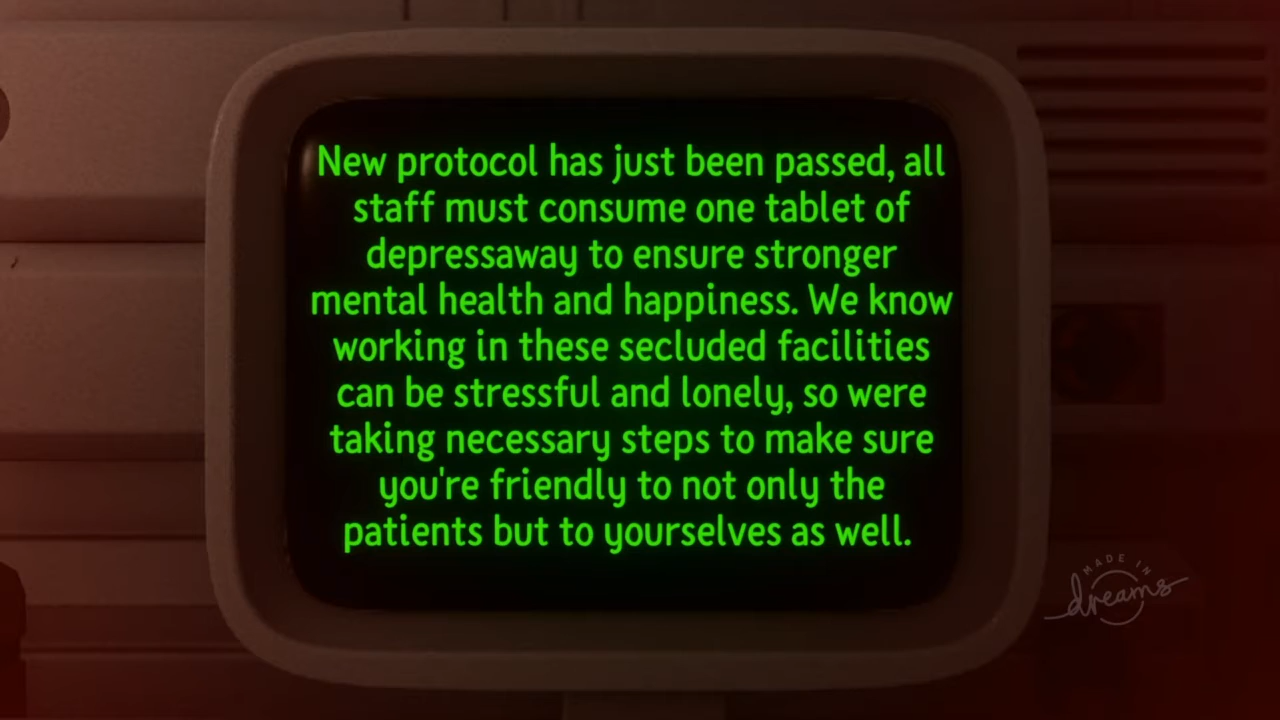 New protocol has just been passed, all
staff must consume one tablet of
depressaway to ensure stronger
mental health and happiness. We know
working in these secluded facilities
can be stressful and lonely, so were
taking necessary steps to make sure
you're friendly to not only the
patients but to yourselves as well.
MADE IN
dreams